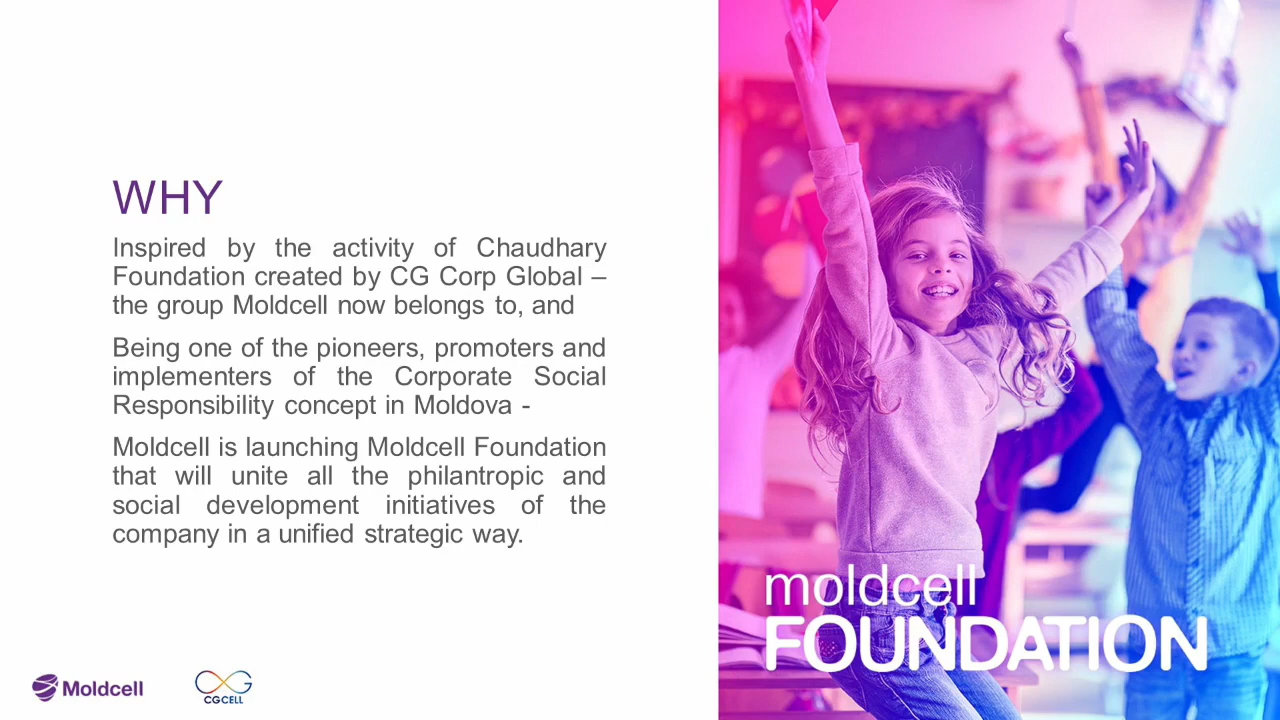 WHY
Inspired by the activity of Chaudhary
Foundation created by CG Corp Global –
the group Moldcell now belongs to, and
Being one of the pioneers, promoters and
implementers of the Corporate Social
Responsibility concept in Moldova -
Moldcell is launching Moldcell Foundation
that will unite all the philantropic and
social development initiatives of the
company in a unified strategic way.
moldcell
FOUNDATION
Moldcell
CG CELL